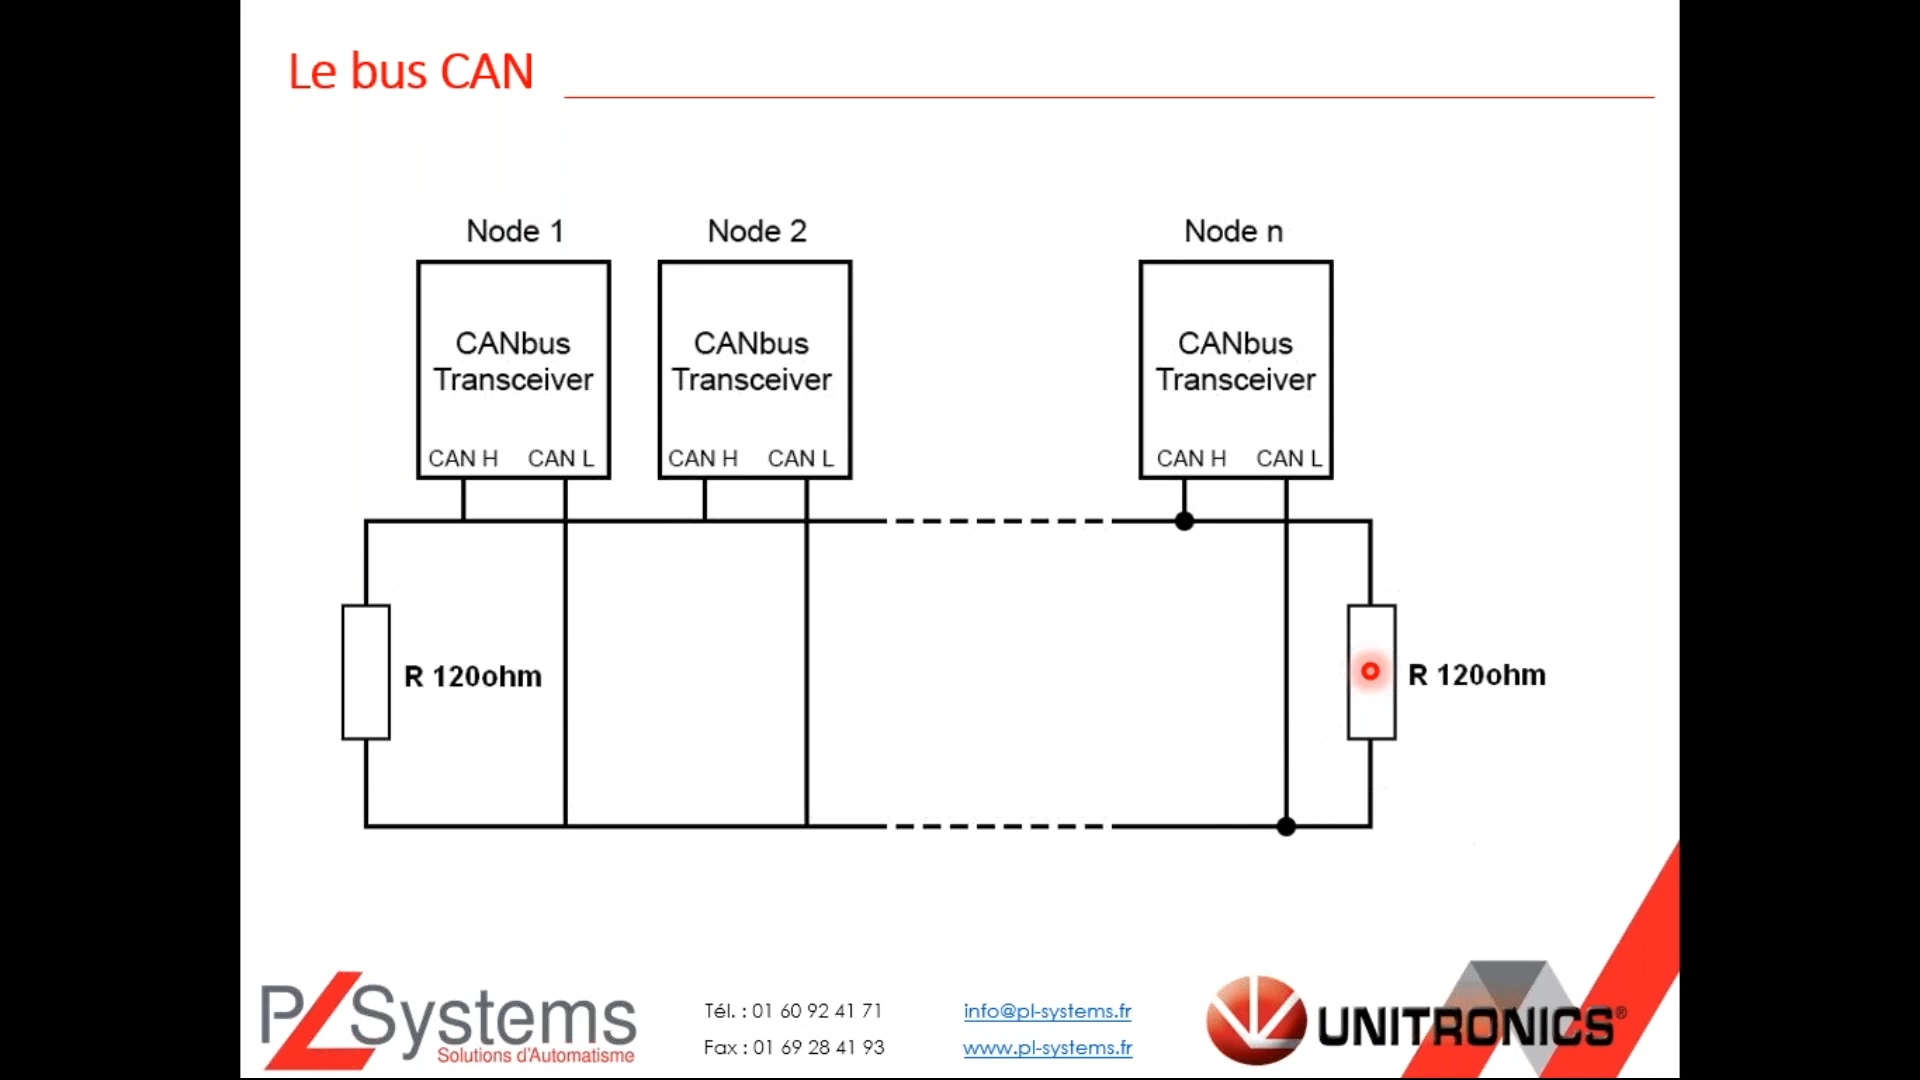 Le bus CAN
Node 1
Node 2
Node n
CANbus
Transceiver
CAN H
CAN L
CANbus
Transceiver
CAN H
CAN L
CANbus
Transceiver
CAN H
CAN L
R 120ohm
R 120ohm
PLSystems
Solutions d'Automatisme
Tél. : 01 60 92 41 71
Fax : 01 69 28 41 93
info@pl-systems.fr
www.pl-systems.fr
UNITRONICS®